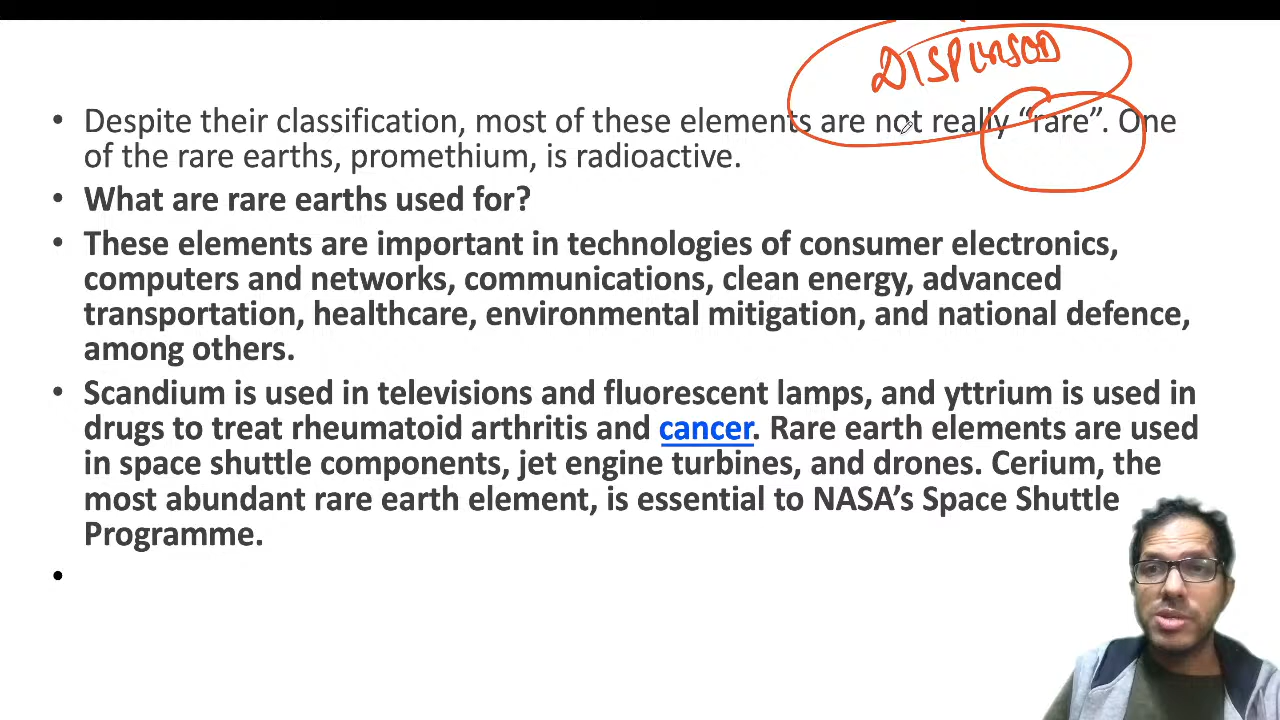 DISPERSED
• Despite their classification, most of these elements are not really “rare”. One
of the rare earths, promethium, is radioactive.
• What are rare earths used for?
• These elements are important in technologies of consumer electronics,
computers and networks, communications, clean energy, advanced
transportation, healthcare, environmental mitigation, and national defence,
among others.
• Scandium is used in televisions and fluorescent lamps, and yttrium is used in
drugs to treat rheumatoid arthritis and cancer. Rare earth elements are used
in space shuttle components, jet engine turbines, and drones. Cerium, the
most abundant rare earth element, is essential to NASA’s Space Shuttle
Programme.
•